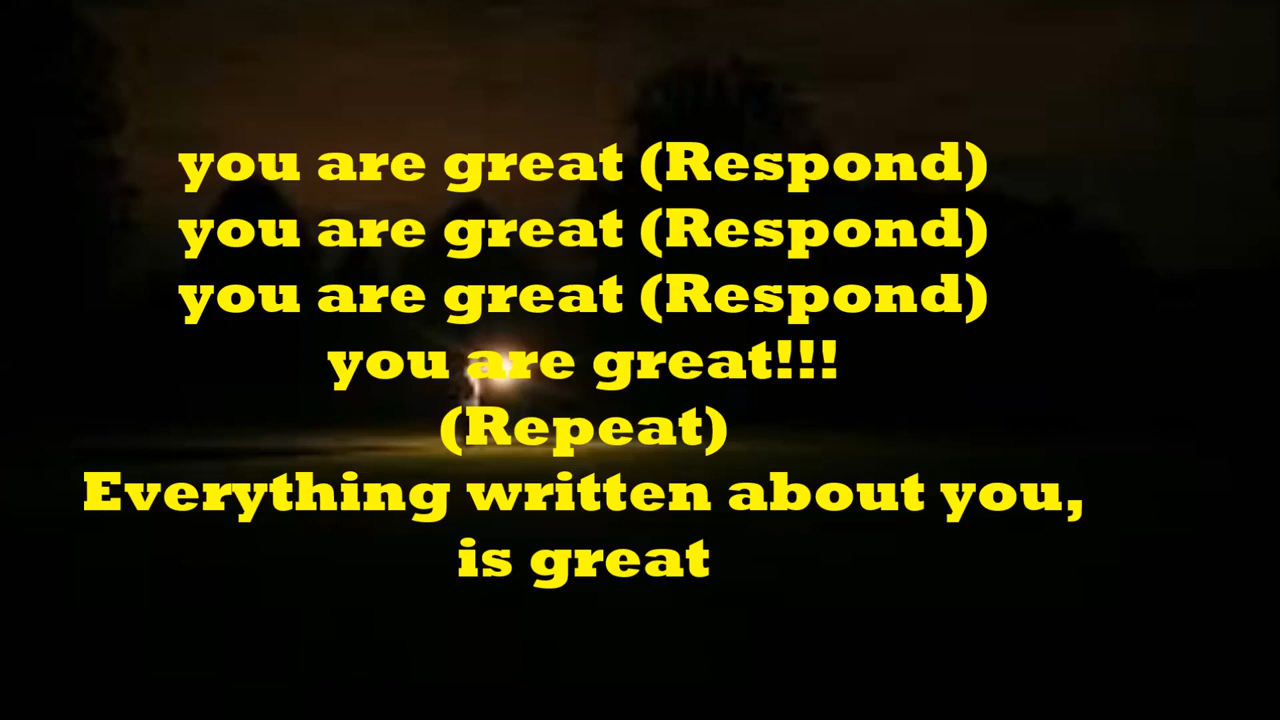 you are great (Respond)
you are great (Respond)
you are great (Respond)
you are great!!!
(Repeat)
Everything written about you,
is great